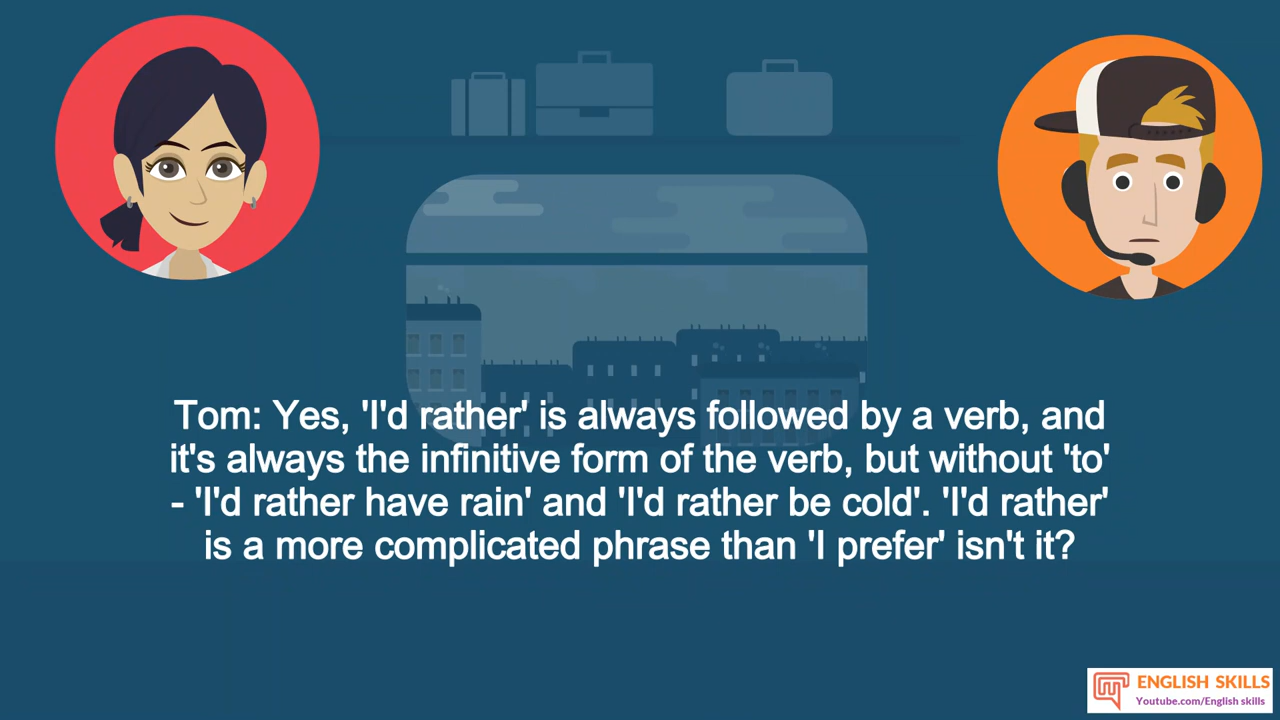 Tom: Yes, 'I'd rather' is always followed by a verb, and
it's always the infinitive form of the verb, but without 'to'
- 'I'd rather have rain' and 'I'd rather be cold'. 'I'd rather'
is a more complicated phrase than 'I prefer' isn't it?
ENGLISH SKILLS
Youtube.com/English skills